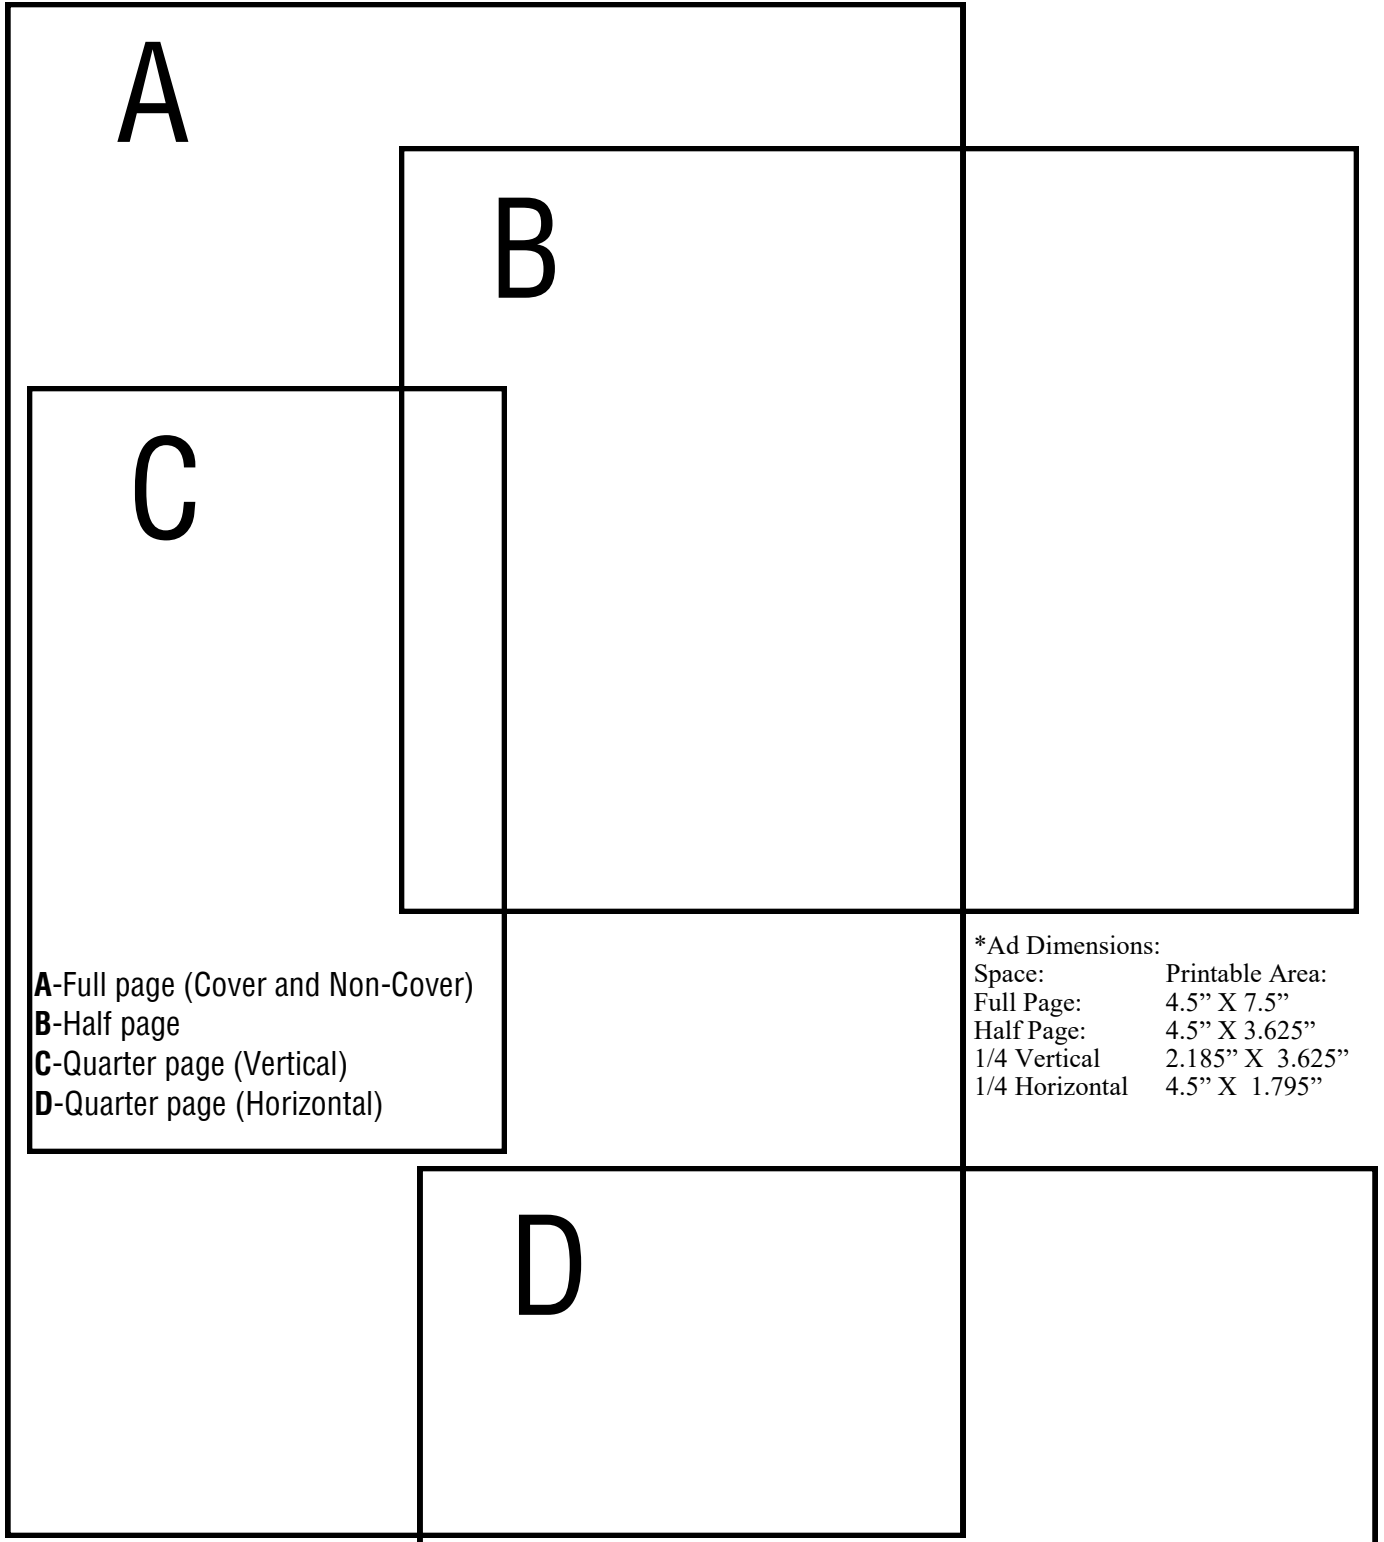 A
B
C
A-Full page (Cover and Non-Cover)
B-Half page
C-Quarter page (Vertical)
D-Quarter page (Horizontal)
*Ad Dimensions:
Space: Printable Area:
Full Page: 4.5” X 7.5”
Half Page: 4.5” X 3.625”
1/4 Vertical 2.185” X  3.625”
1/4 Horizontal 4.5” X  1.795”
D